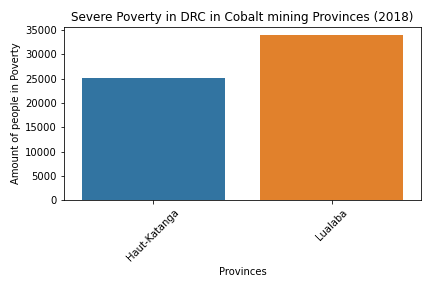 Severe Poverty in DRC in Cobalt mining Provinces (2018)
Amount of people in Poverty
35000
30000
25000
20000
15000
10000
5000
0
Haut-Katanga
Lualaba
Provinces